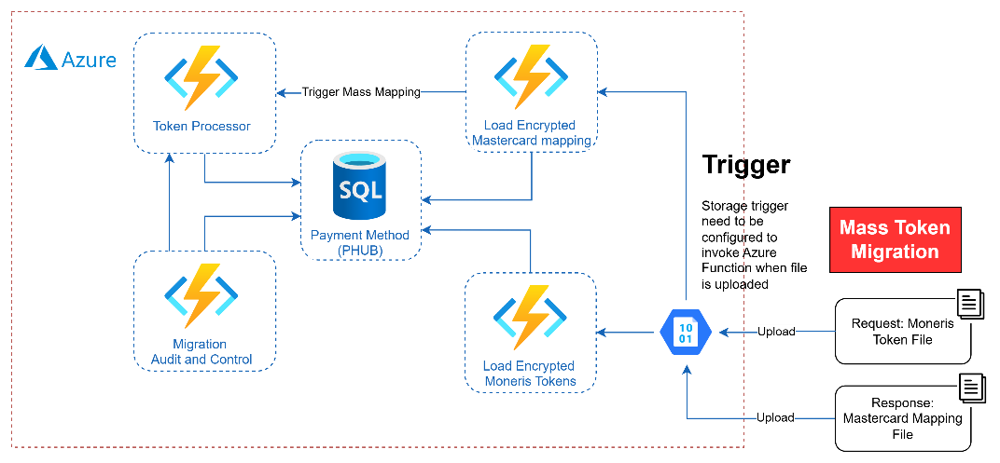 Azure
Token Processor
Trigger Mass Mapping
Load Encrypted
Mastercard mapping
SQL
Payment Method
(PHUB)
Migration
Audit and Control
Load Encrypted
Moneris Tokens
Trigger
Storage trigger
need to be
configured to
invoke Azure
Function when file
is uploaded
10
01
Mass Token
Migration
Upload
Request: Moneris
Token File
Upload
Response:
Mastercard Mapping
File